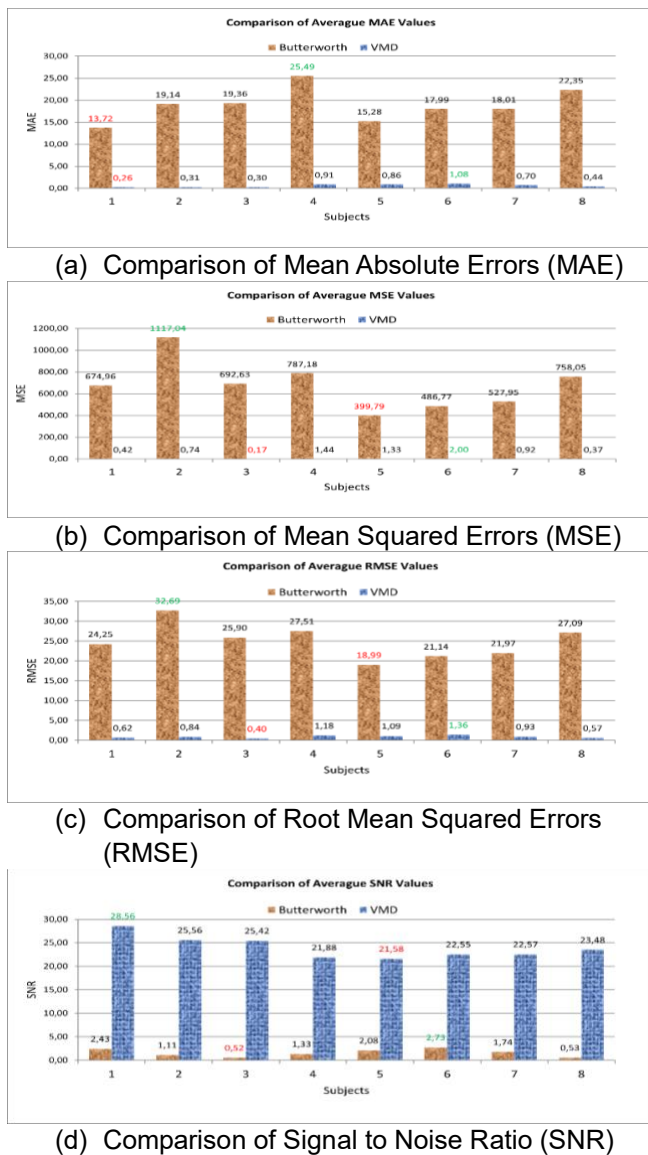 Comparison of Averague MAE Values
Butterworth VMD
MAE
30,00
25,00
20,00
15,00
10,00
5,00
0,00
13,72 19,14 19,36 25,49 15,28 17,99 18,01 22,35
0,26 0,31 0,30 0,91 0,86 1,08 0,70 0,44
1 2 3 4 5 6 7 8
Subjects
(a) Comparison of Mean Absolute Errors (MAE)
Comparison of Averague MSE Values
Butterworth VMD
MSE
1200,00
1000,00
800,00
600,00
400,00
200,00
0,00
674,96 1117,04 692,63 787,18 399,79 486,77 527,95 758,05
0,42 0,74 0,17 1,44 1,33 2,00 0,92 0,37
1 2 3 4 5 6 7 8
Subjects
(b) Comparison of Mean Squared Errors (MSE)
Comparison of Averague RMSE Values
Butterworth VMD
RMSE
35,00
30,00
25,00
20,00
15,00
10,00
5,00
0,00
24,25 32,69 25,90 27,51 18,99 21,14 21,97 27,09
0,62 0,84 0,40 1,18 1,09 1,36 0,93 0,57
1 2 3 4 5 6 7 8
Subjects
(c) Comparison of Root Mean Squared Errors
(RMSE)
Comparison of Averague SNR Values
Butterworth VMD
SNR
30,00
25,00
20,00
15,00
10,00
5,00
0,00
28,56 25,56 25,42 21,88 21,58 22,55 22,57 23,48
2,43 1,11 0,52 1,33 2,08 2,73 1,74 0,53
1 2 3 4 5 6 7 8
Subjects
(d) Comparison of Signal to Noise Ratio (SNR)